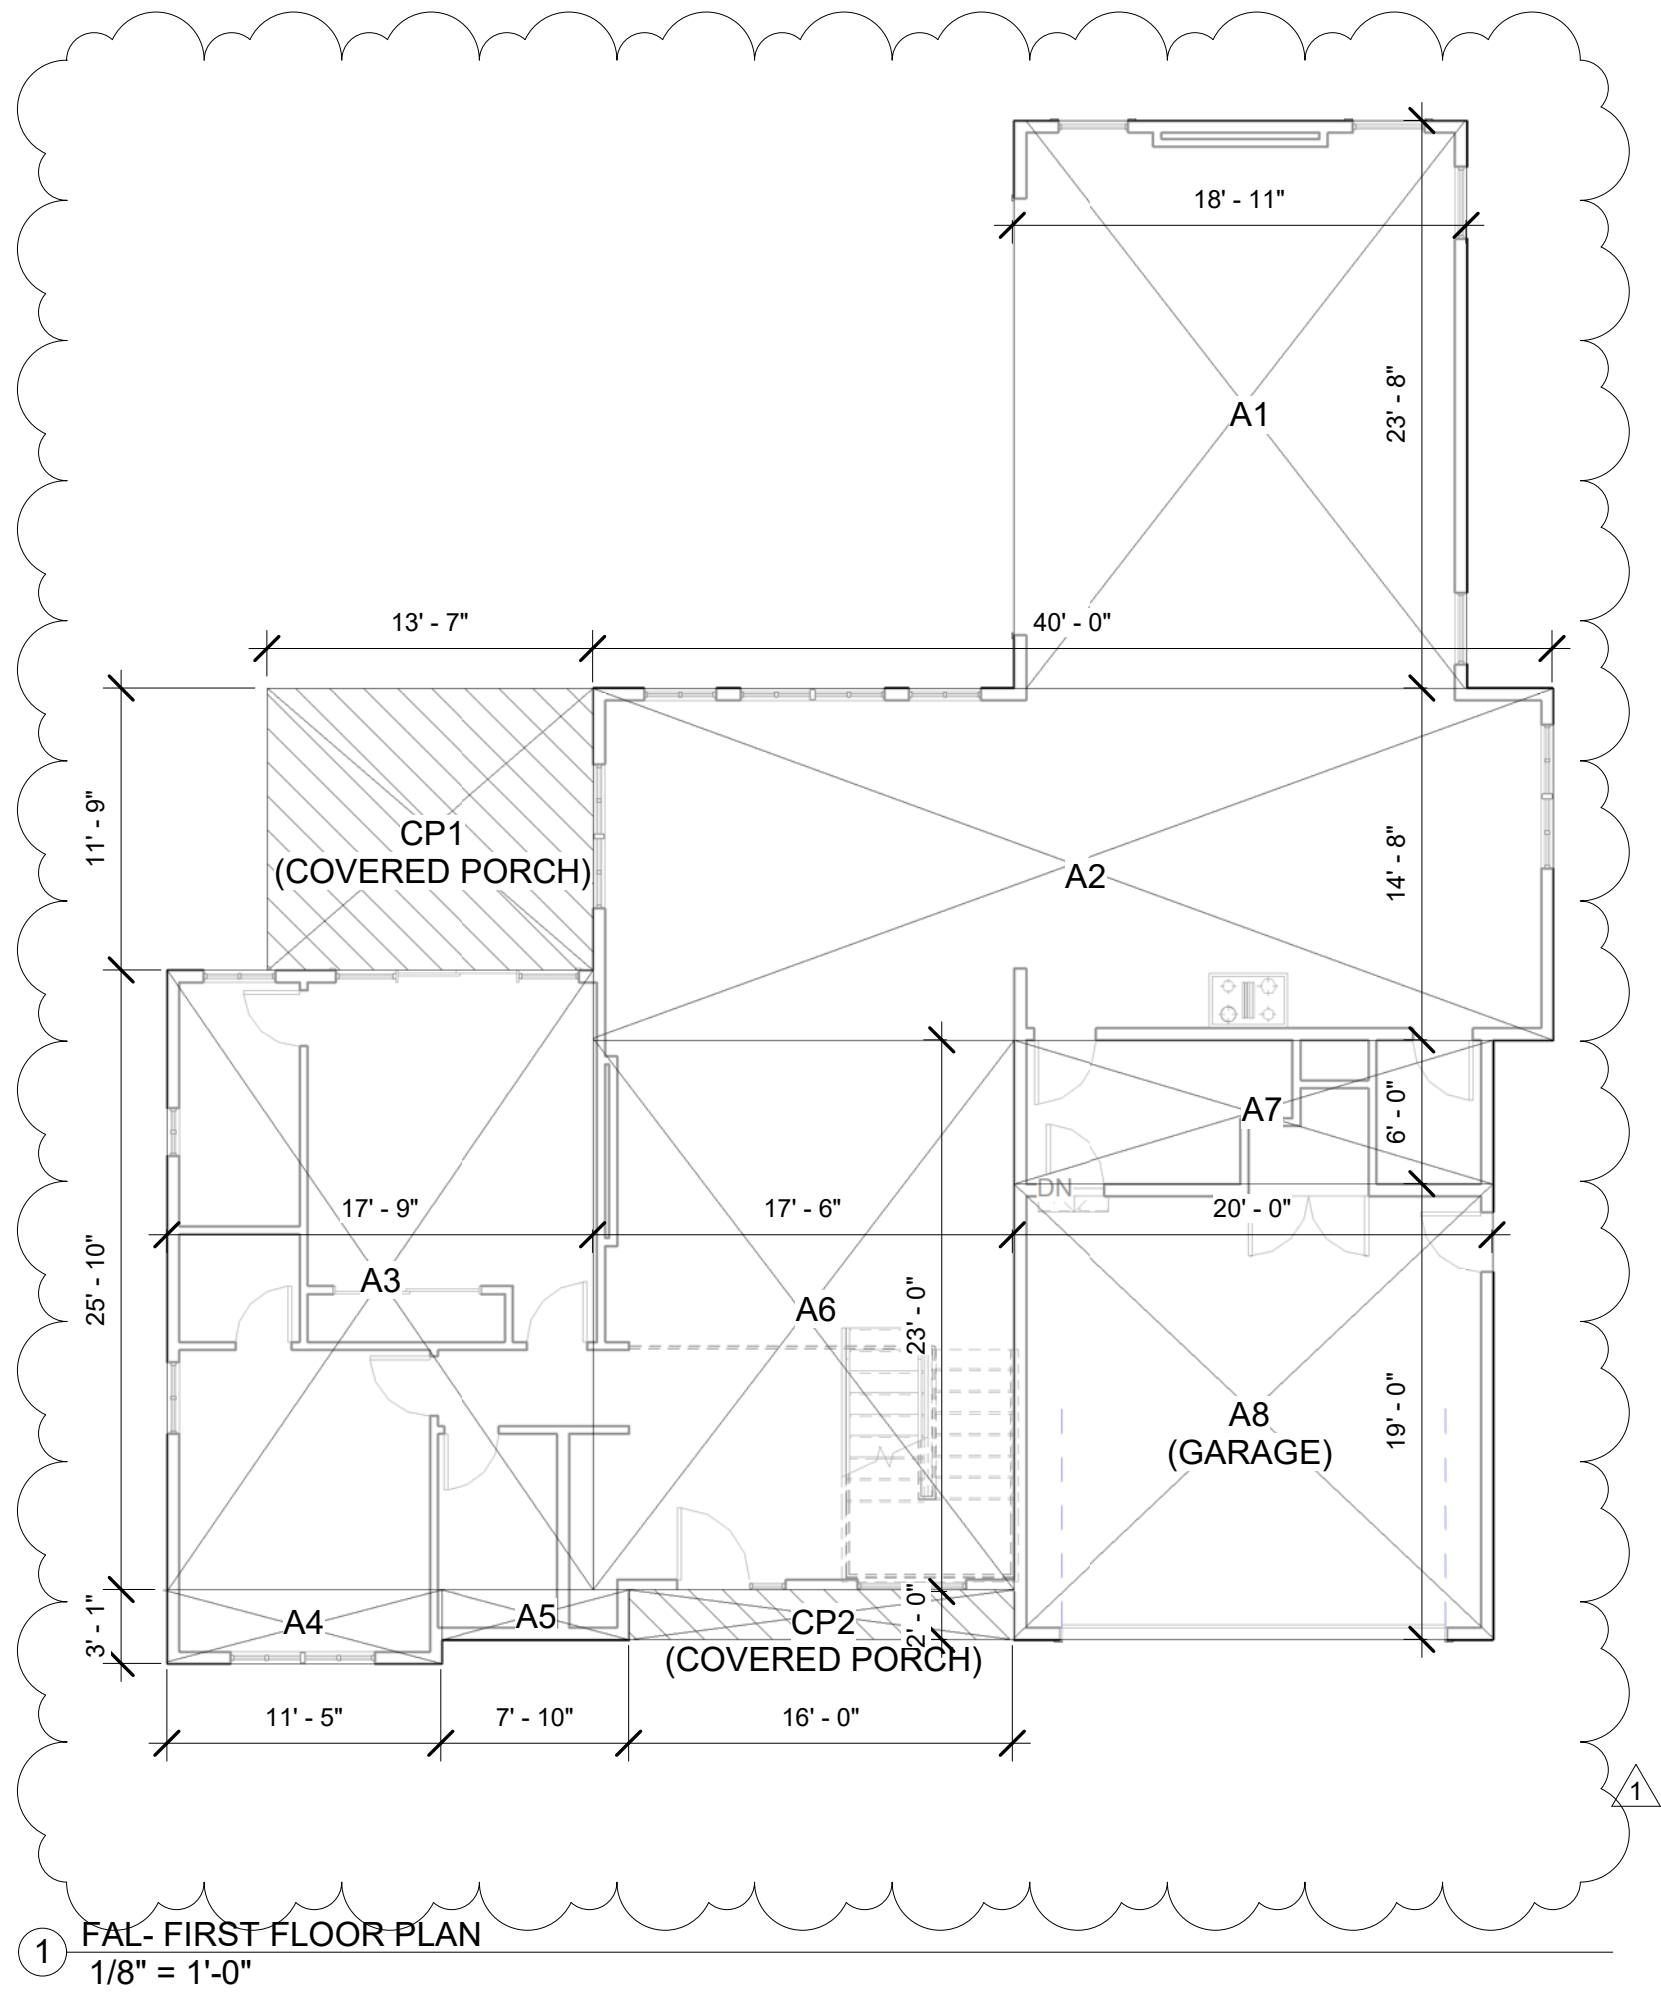 18' - 11"
A1
23' - 8"
13' - 7"
40' - 0"
11' - 9"
CP1
(COVERED PORCH)
A2
14' - 8"
A7
6' - 0"
DN
17' - 9"
17' - 6"
20' - 0"
25' - 10"
A3
A6
23' - 0"
A8
(GARAGE)
19' - 0"
3' - 1"
A4
A5
CP2
(COVERED PORCH)
2' - 0"
11' - 5"
7' - 10"
16' - 0"
1
1
FAL- FIRST FLOOR PLAN
1/8" = 1'-0"